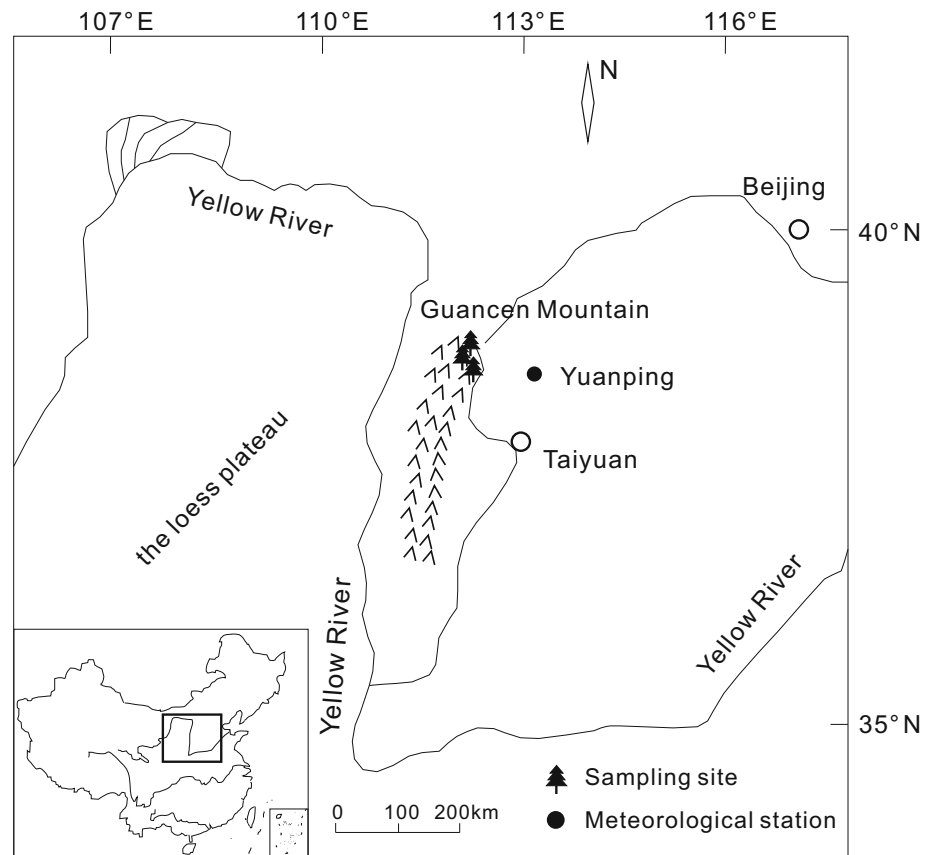 107°E 110°E 113°E 116°E
N
Beijing
Yellow River
40°N
Guancen Mountain
Yuanping
Taiyuan
the loess plateau
Yellow River
Yellow River
35°N
Sampling site
0 100 200km
Meteorological station